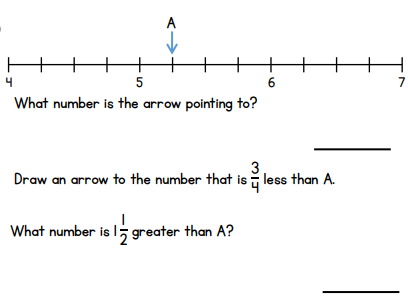 A
4 5 6 7
What number is the arrow pointing to?
Draw an arrow to the number that is 3/4 less than A.
What number is 1 1/2 greater than A?